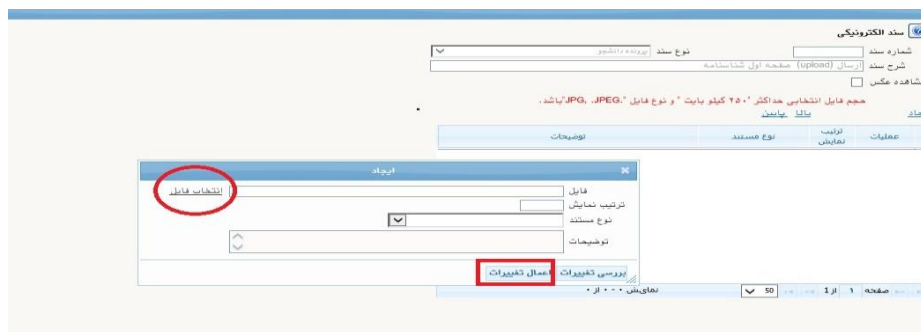 سند الکترونیکی
شماره سند نوع سند پرونده دانشجو
شرح سند ارسال (upload) صفحه اول شناسنامه
شاهده عکس
حجم فایل انتخابی حداکثر "۲۵۰ کیلو بایت " و نوع فایل "JPG, .JPEG."باشد.
جاد بالا پایین
عملیات ترتیب نمایش نوع مستند توضیحات
ایجاد
فایل انتخاب فایل
ترتیب نمایش
نوع مستند
توضیحات
بررسی تغییرات اعمال تغییرات
صفحه ۱ از 1 50 نمایش ۰ - ۰ از ۰